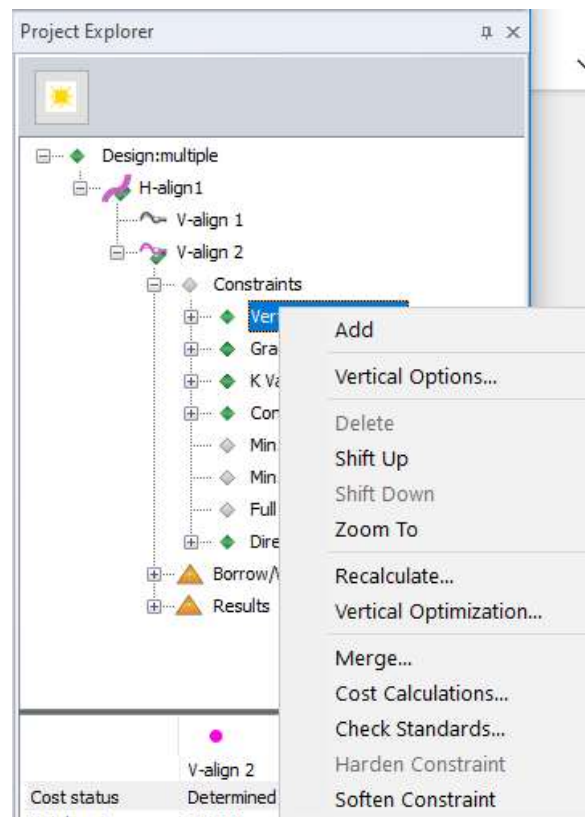 Project Explorer
Design:multiple
H-align1
V-align 1
V-align 2
Constraints
Ver
Gra
K Va
Con
Min
Min
Full
Dire
Borrow/
Results
Add
Vertical Options...
Delete
Shift Up
Shift Down
Zoom To
Recalculate...
Vertical Optimization...
Merge...
Cost Calculations...
Check Standards...
Harden Constraint
Soften Constraint
V-align 2
Cost status Determined